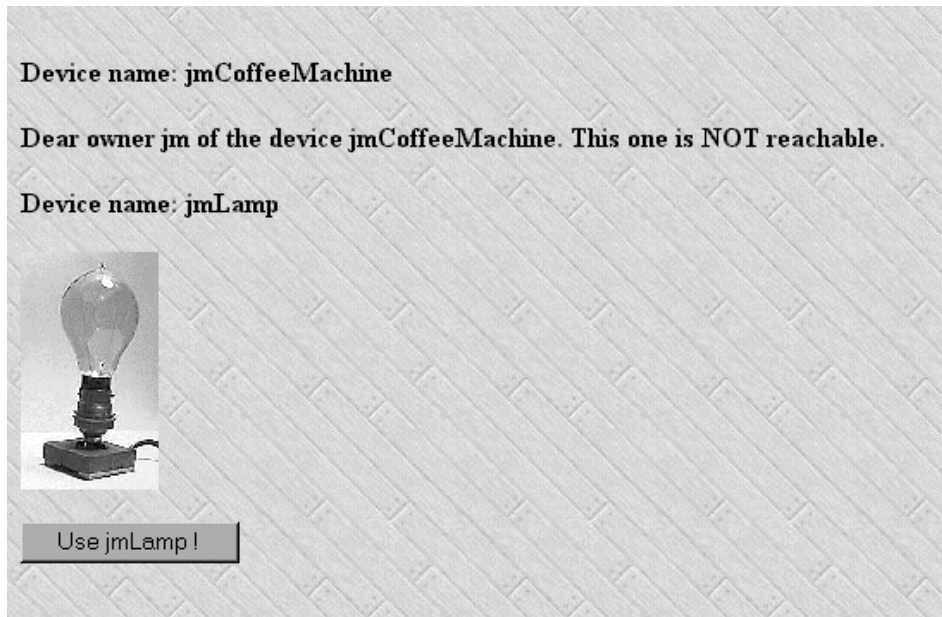 Device name: jmCoffeeMachine
Dear owner jm of the device jmCoffeeMachine. This one is NOT reachable.
Device name: jmLamp
Use jmLamp !